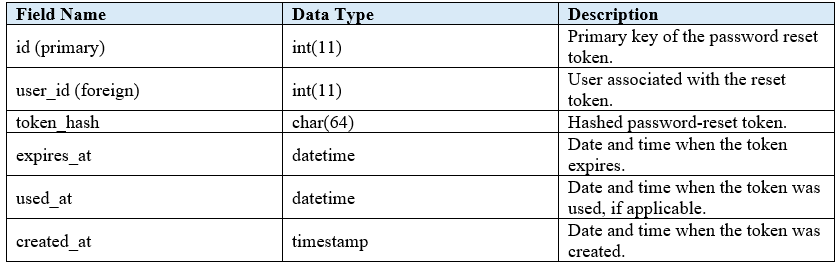 Field Name Data Type Description
id (primary) int(11) Primary key of the password reset
token.
user_id (foreign) int(11) User associated with the reset
token.
token_hash char(64) Hashed password-reset token.
expires_at datetime Date and time when the token
expires.
used_at datetime Date and time when the token was
used, if applicable.
created_at timestamp Date and time when the token was
created.